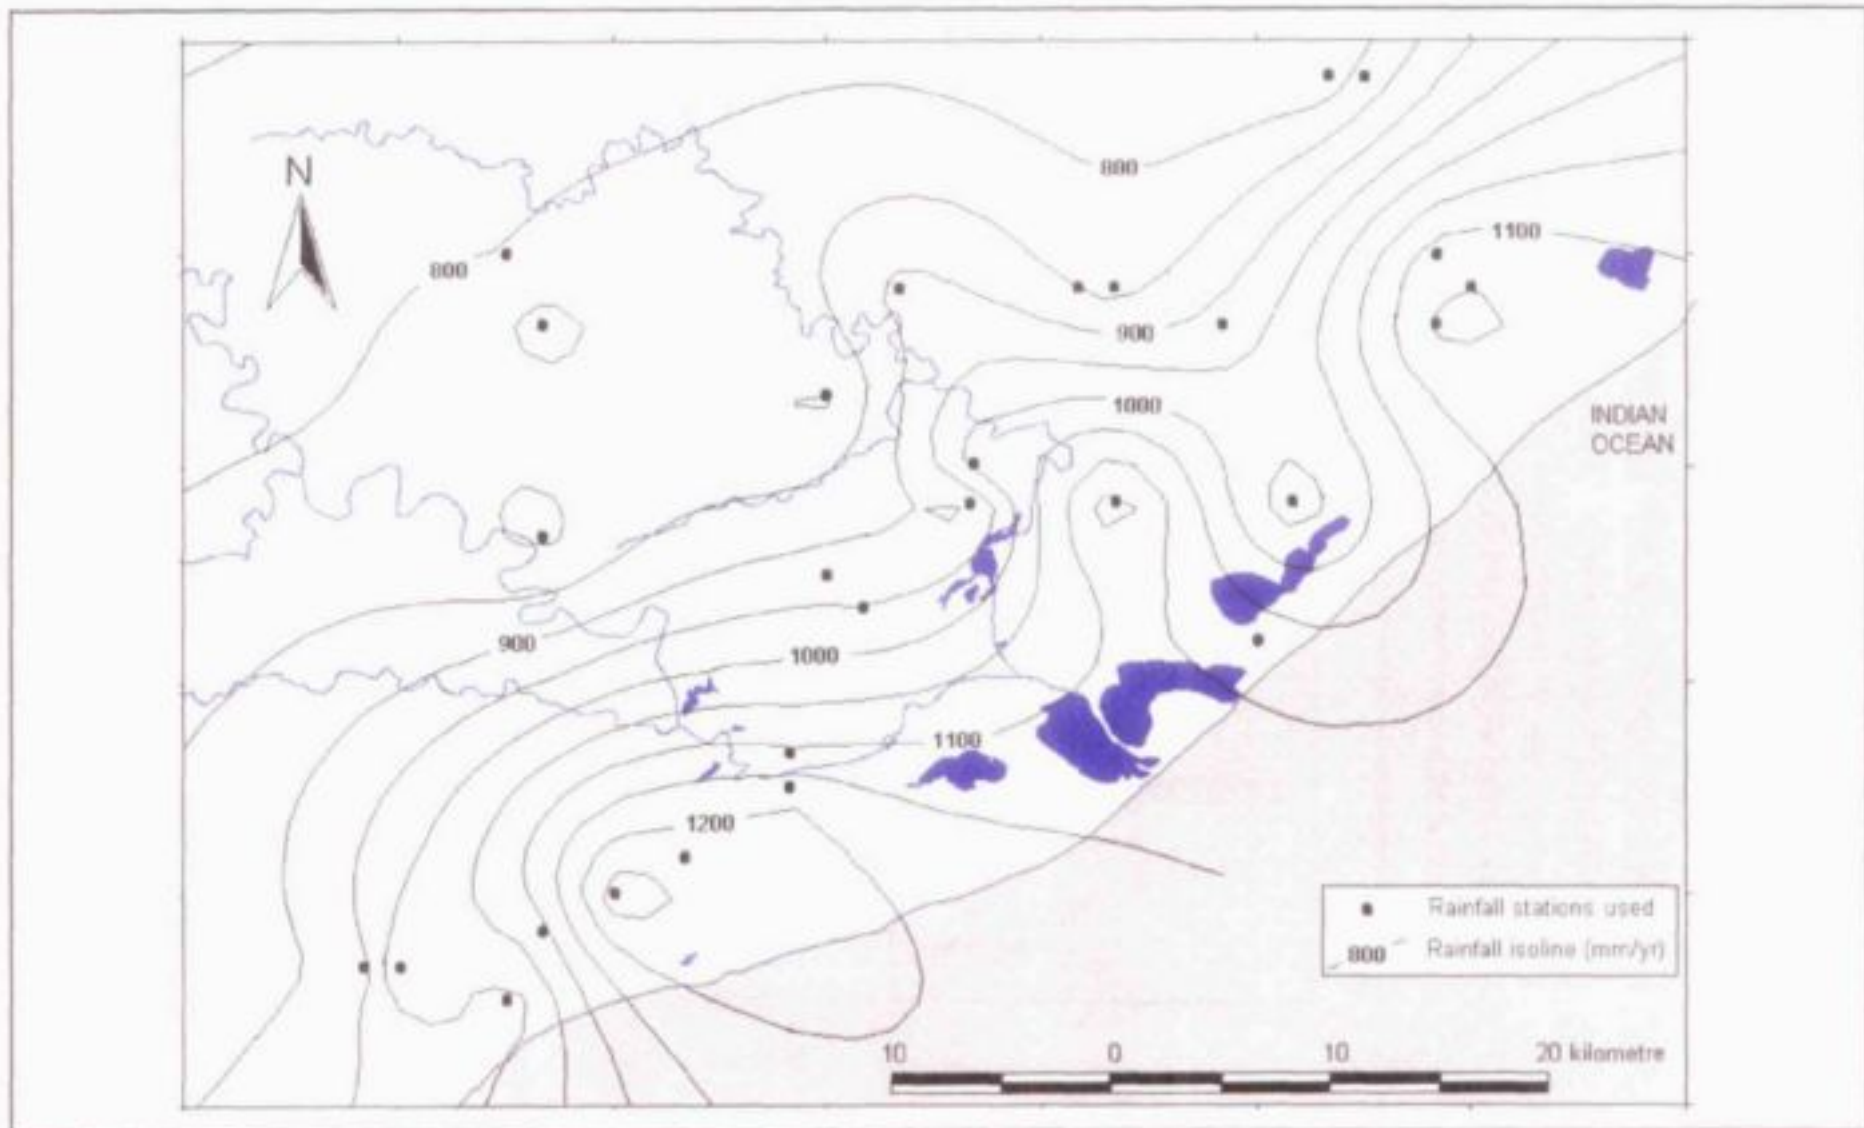 N
800
800
1100
900
1000
INDIAN
OCEAN
900
1000
1100
1200
Rainfall stations used
800 Rainfall isoline (mm/yr)
10 0 10 20 kilometre